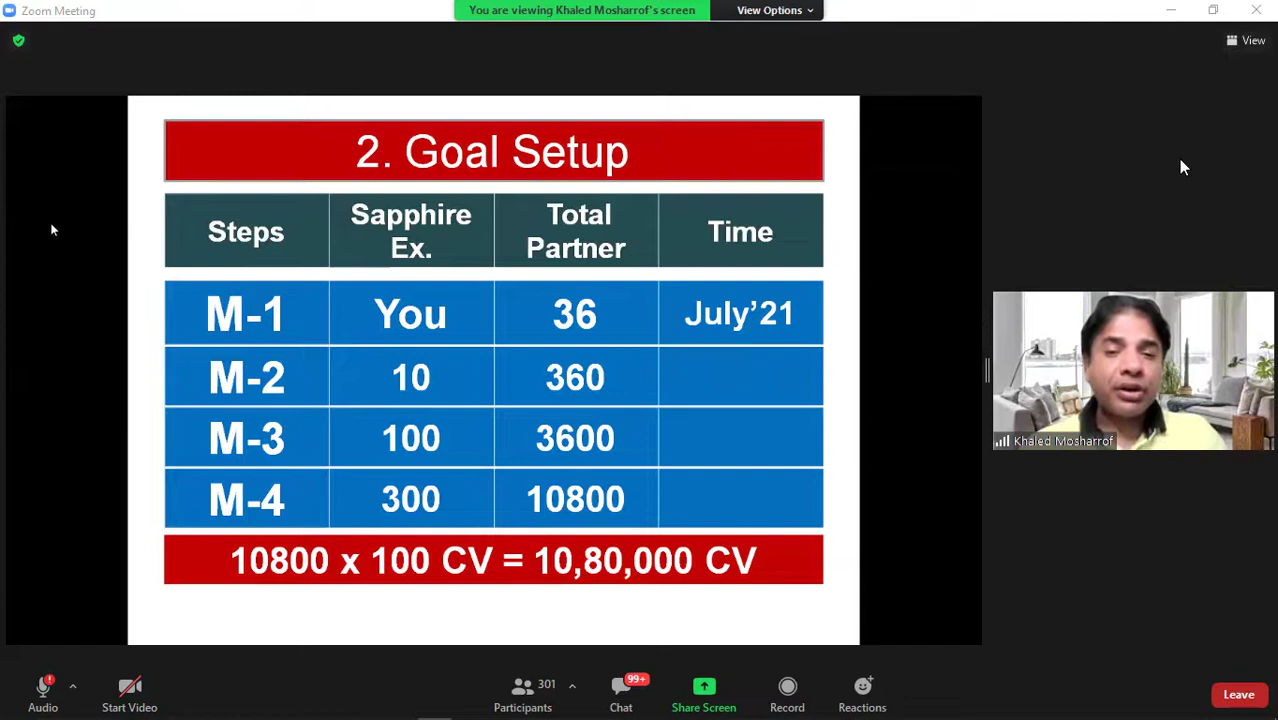 Zoom Meeting
You are viewing Khaled Mosharrof's screen
View Options
View
2. Goal Setup
Steps
Sapphire Ex.
Total Partner
Time
M-1 You 36 July’21
M-2 10 360
M-3 100 3600
M-4 300 10800
10800 x 100 CV = 10,80,000 CV
Khaled Mosharrof
Audio
Start Video
301
Participants
99+
Chat
Share Screen
Record
Reactions
Leave